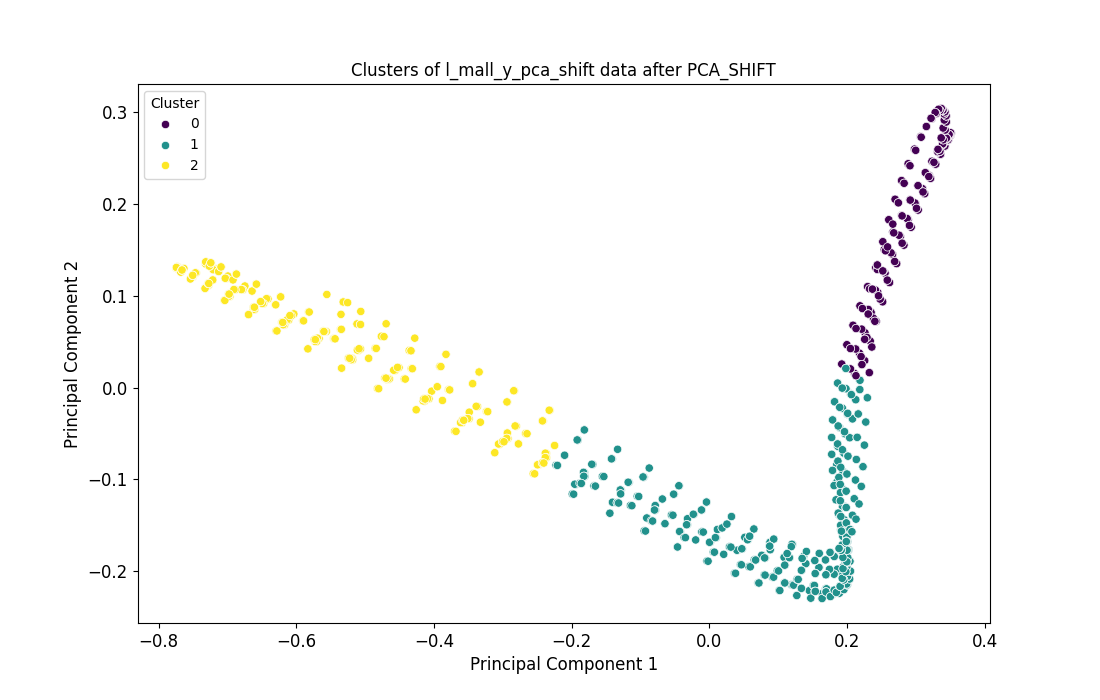 Clusters of l_mall_y_pca_shift data after PCA_SHIFT
Cluster
0
1
2
0.3
0.2
0.1
0.0
−0.1
−0.2
Principal Component 2
−0.8 −0.6 −0.4 −0.2 0.0 0.2 0.4
Principal Component 1